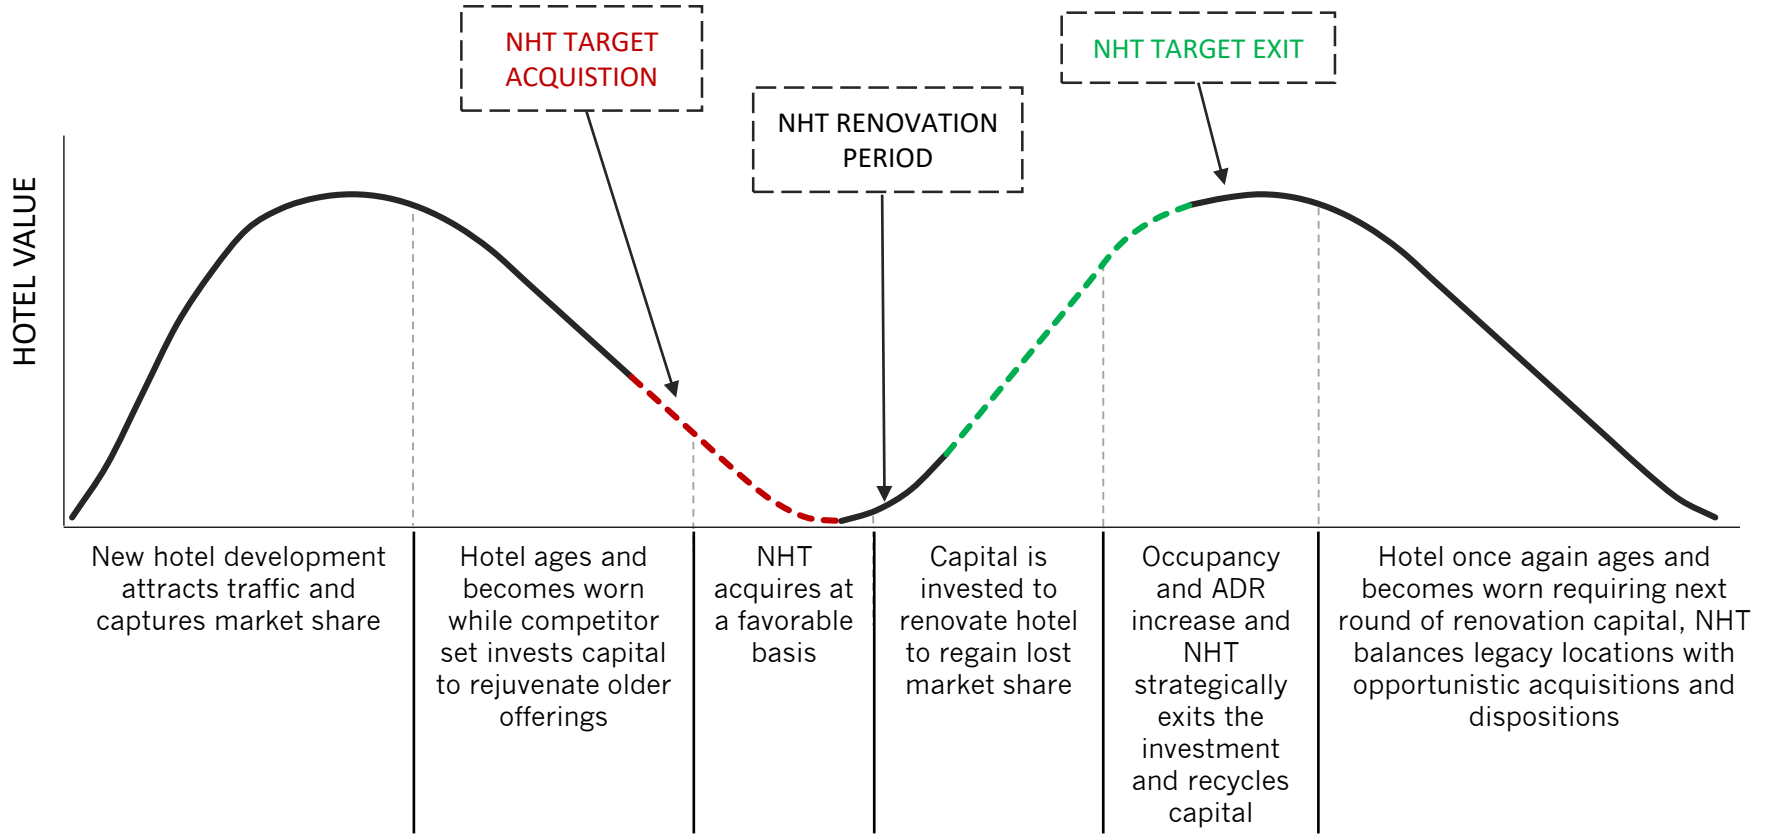 NHT TARGET
ACQUISTION
NHT TARGET EXIT
NHT RENOVATION
PERIOD
HOTEL VALUE
New hotel development
attracts traffic and
captures market share
Hotel ages and
becomes worn
while competitor
set invests capital
to rejuvenate older
offerings
NHT
acquires at
a favorable
basis
Capital is
invested to
renovate hotel
to regain lost
market share
Occupancy
and ADR
increase and
NHT
strategically
exits the
investment
and recycles
capital
Hotel once again ages and
becomes worn requiring next
round of renovation capital, NHT
balances legacy locations with
opportunistic acquisitions and
dispositions